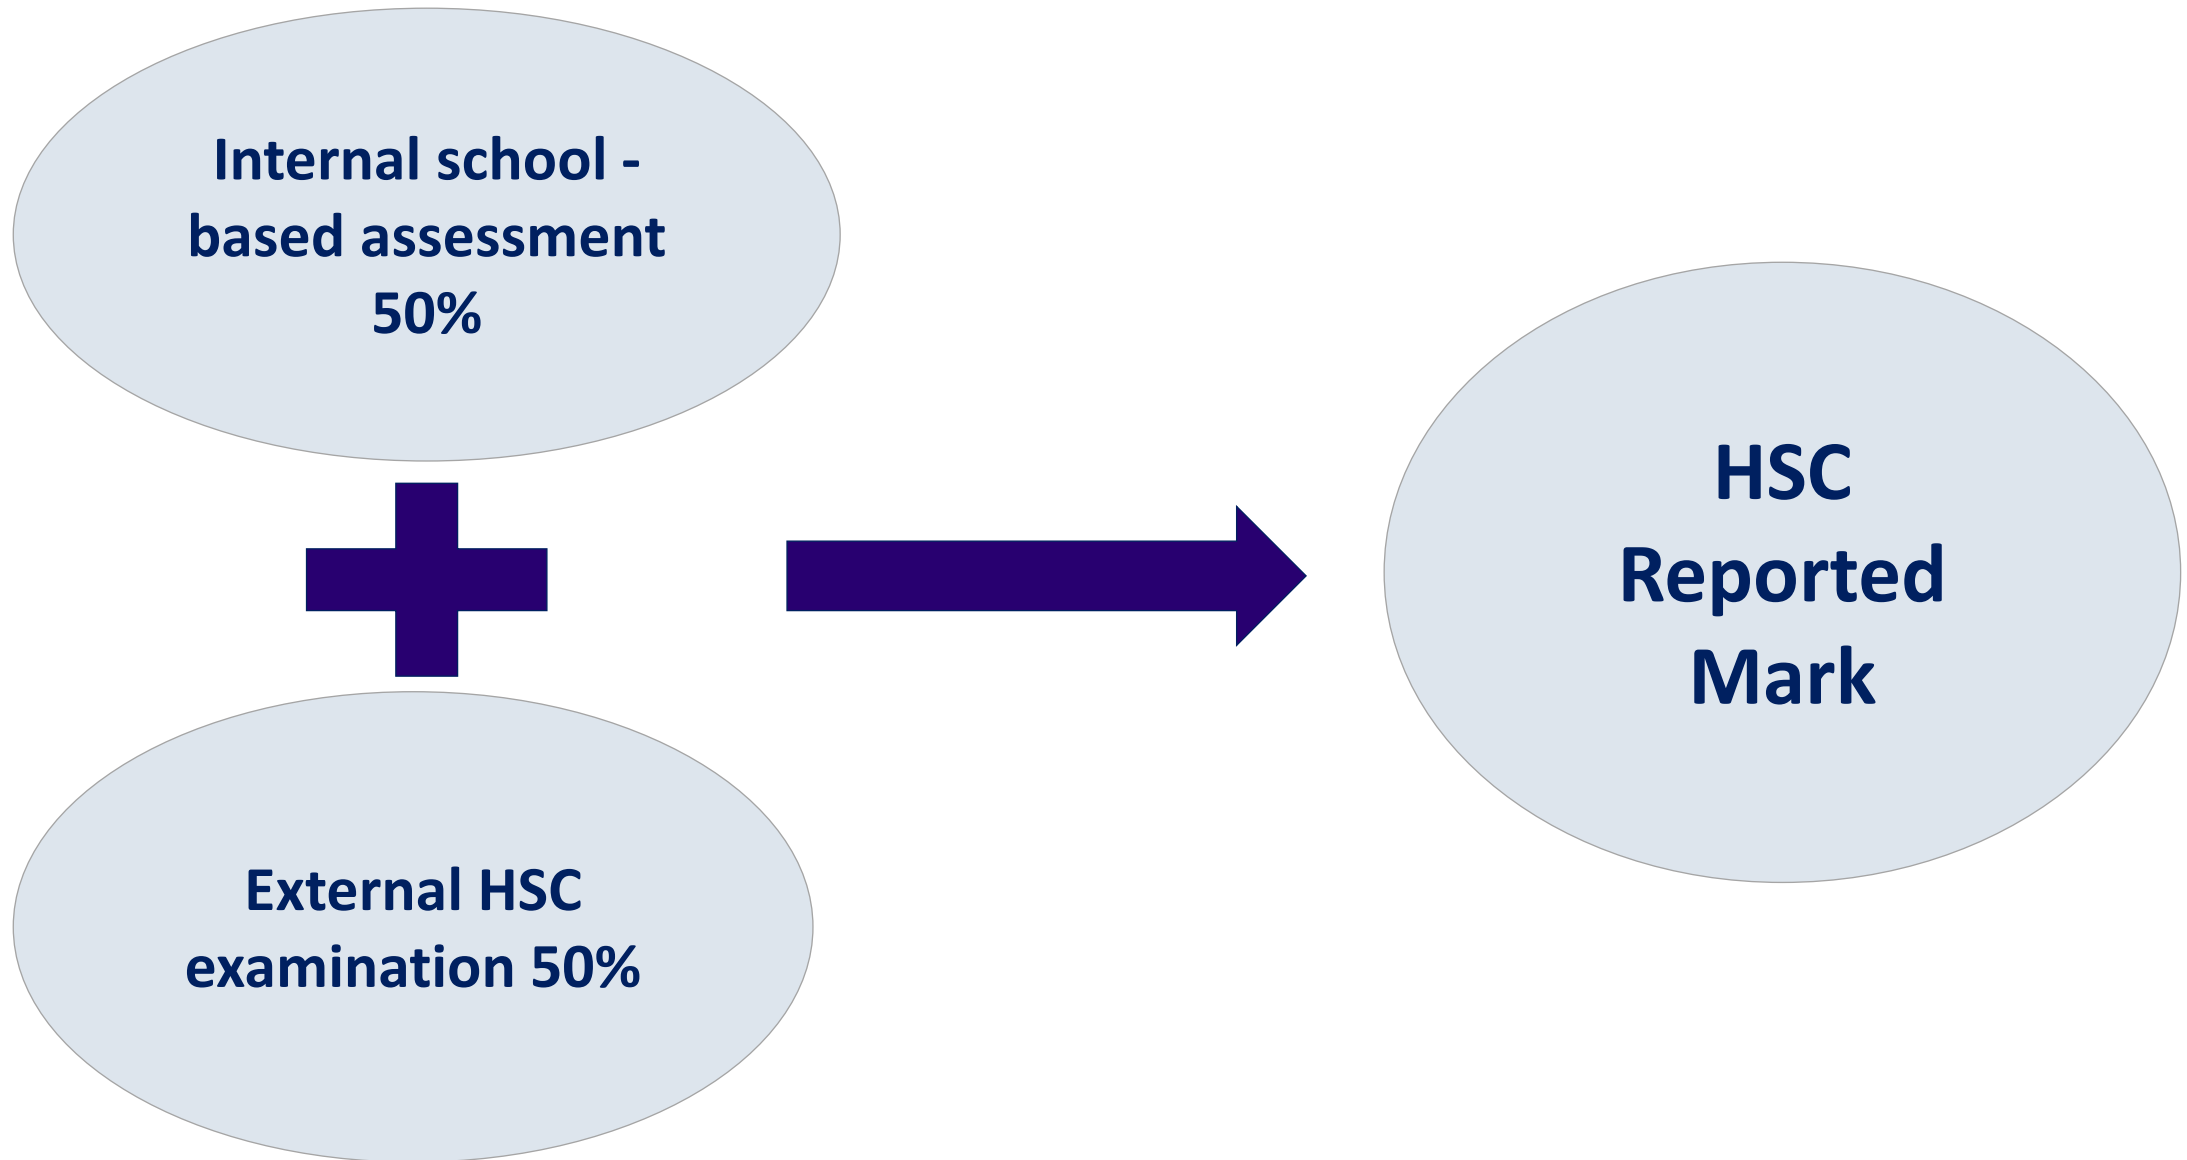 Internal school -
based assessment
50%
External HSC
examination 50%
HSC
Reported
Mark